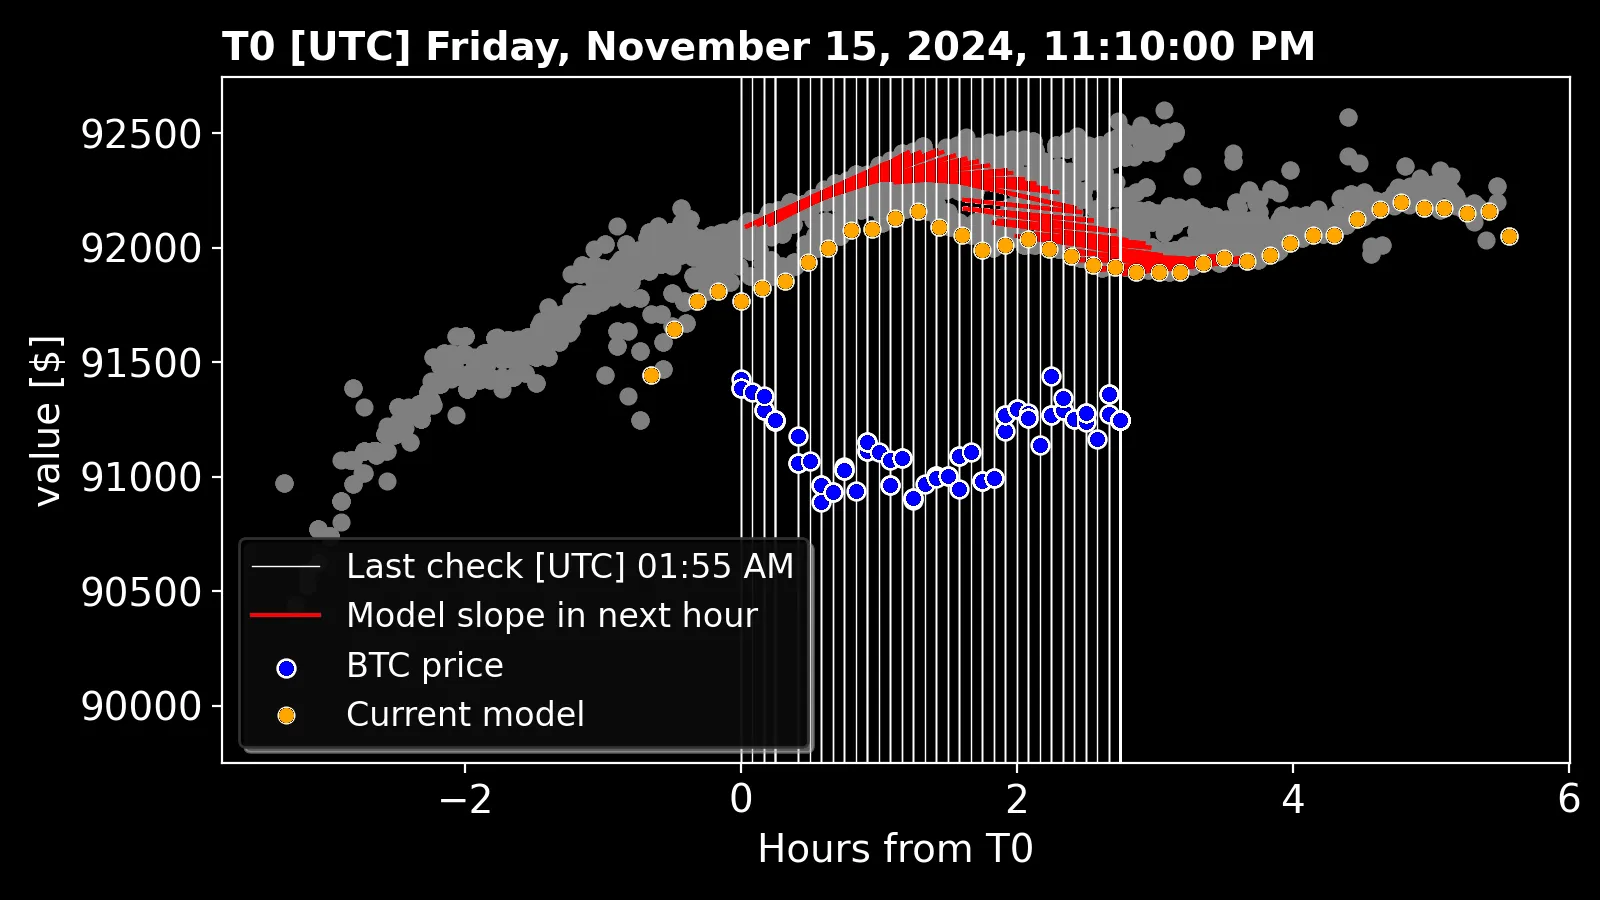 T0 [UTC] Friday, November 15, 2024, 11:10:00 PM
value [$]
92500
92000
91500
91000
90500
90000
Last check [UTC] 01:55 AM
Model slope in next hour
BTC price
Current model
−2 0 2 4 6
Hours from T0